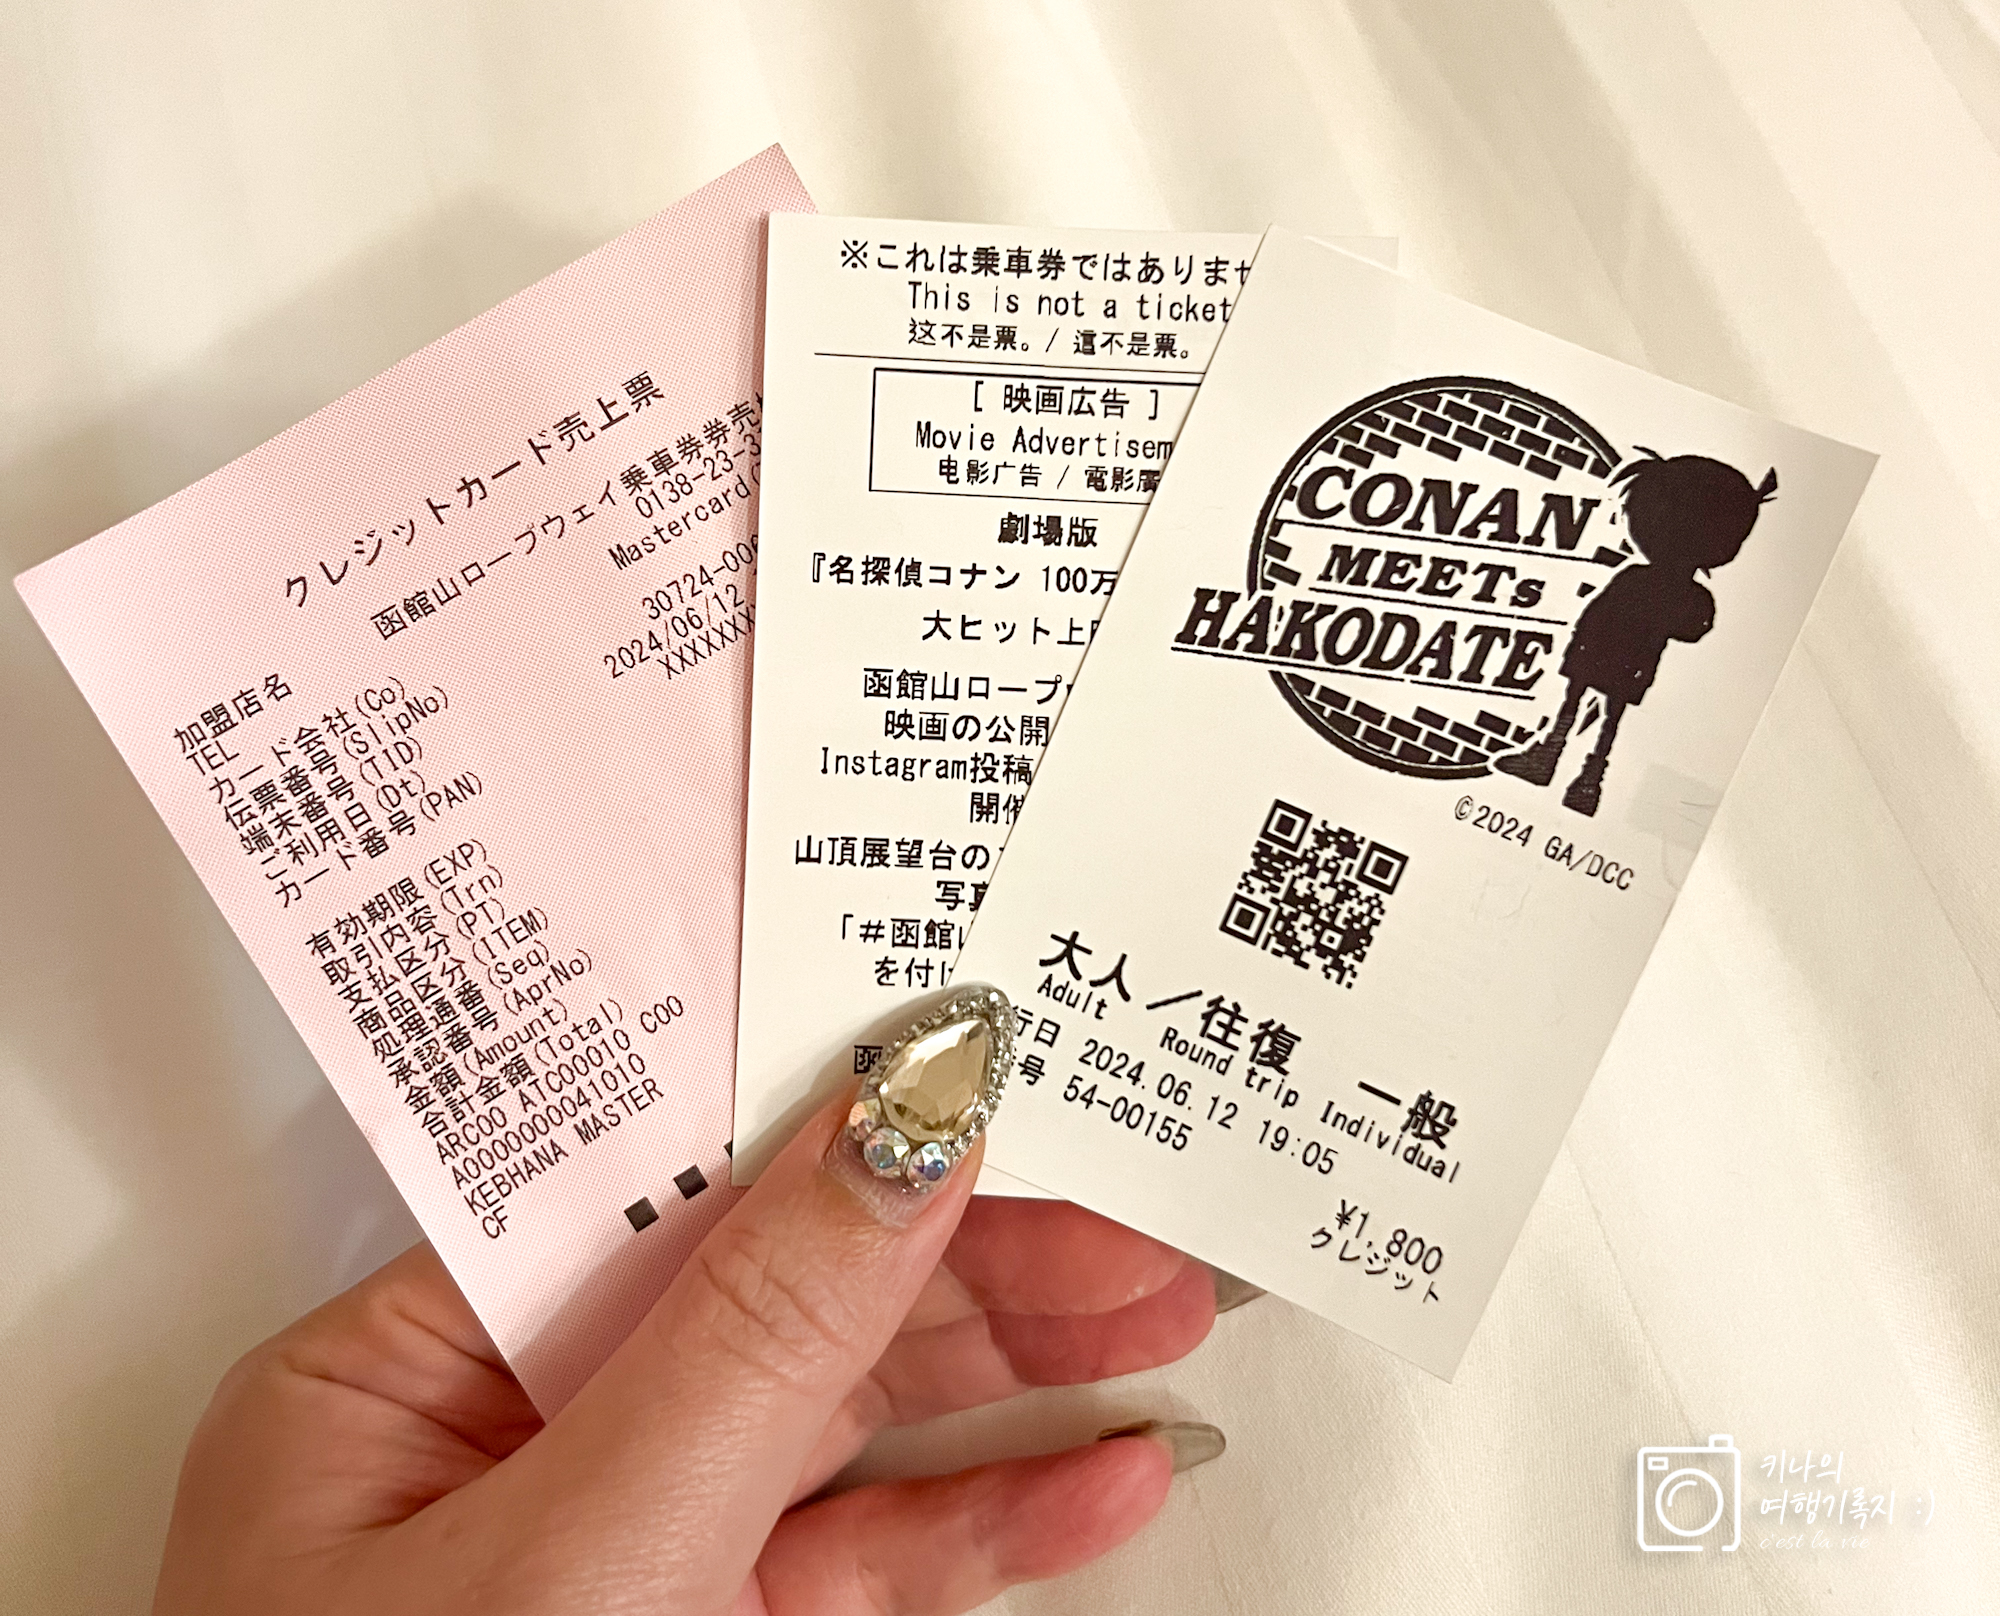 クレジットカード売上票
函館山ロープウェイ乗車券券売
0138-23-3
Mastercard(
30724-006
2024/06/12
XXXXXXX
加盟店名
TEL
カード会社(Co)
伝票番号(SlipNo)
端末番号(TID)
ご利用日(Dt)
カード番号(PAN)
有効期限(EXP)
取引内容(Trn)
支払区分(PT)
商品区分(ITEM)
処理通番(Seq)
承認番号(AprNo)
金額(Amount)
合計金額(Total)
ARC00 ATC00010 C00
A0000000041010
KEBHANA MASTER
CF
※これは乗車券ではありませ
This is not a ticket
这不是票。/ 這不是票。
[ 映画広告 ]
Movie Advertisem
电影广告 / 電影廣
劇場版
『名探偵コナン 100万
大ヒット上
函館山ロープ
映画の公開
Instagram投稿
開催
山頂展望台の
写真
「#函館山
を付け
函
CONAN
MEETs
HAKODATE
©2024 GA/DCC
大人／往復 一般
Adult Round trip Individual
行日 2024.06.12 19:05
号 54-00155
¥1,800
クレジット
키나의
여행기록지 :)
c'est la vie